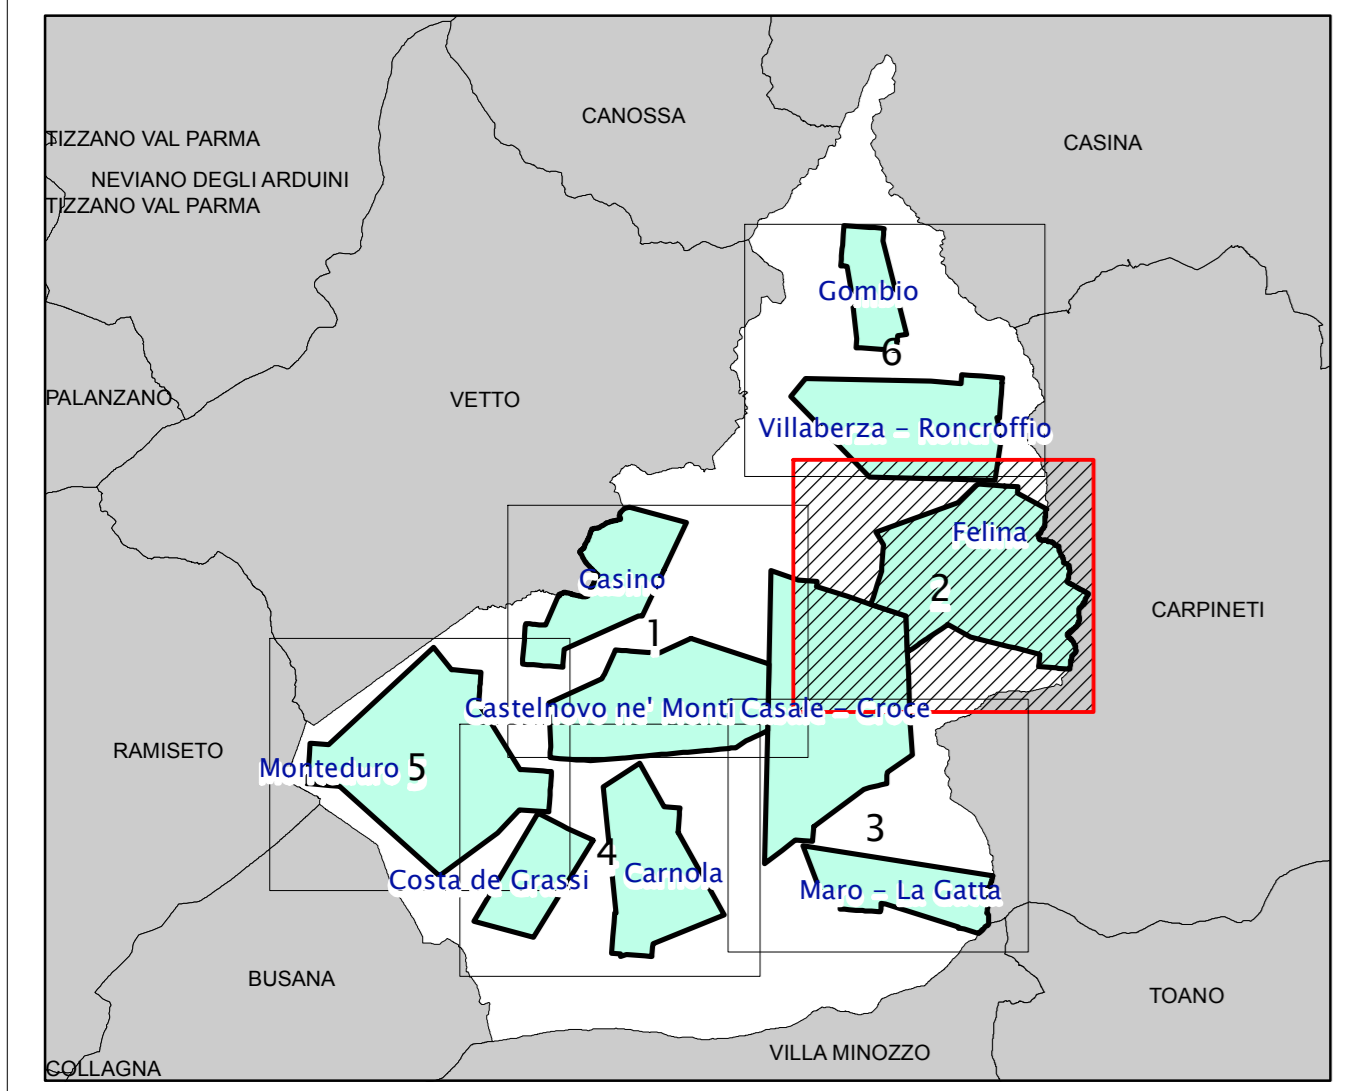 CANOSSA
TIZZANO VAL PARMA
CASINA
NEVIANO DEGLI ARDUINI
TIZZANO VAL PARMA
Gombio
6
PALANZANO
VETTO
Villaberza - Roncroffio
Felina
Casino
2
CARPINETI
1
Castelnovo ne' Monti
Casale - Croce
RAMISETO
Monteduro
5
3
4
Carnola
Costa de Grassi
Maro - La Gatta
BUSANA
TOANO
VILLA MINOZZO
COLLAGNA